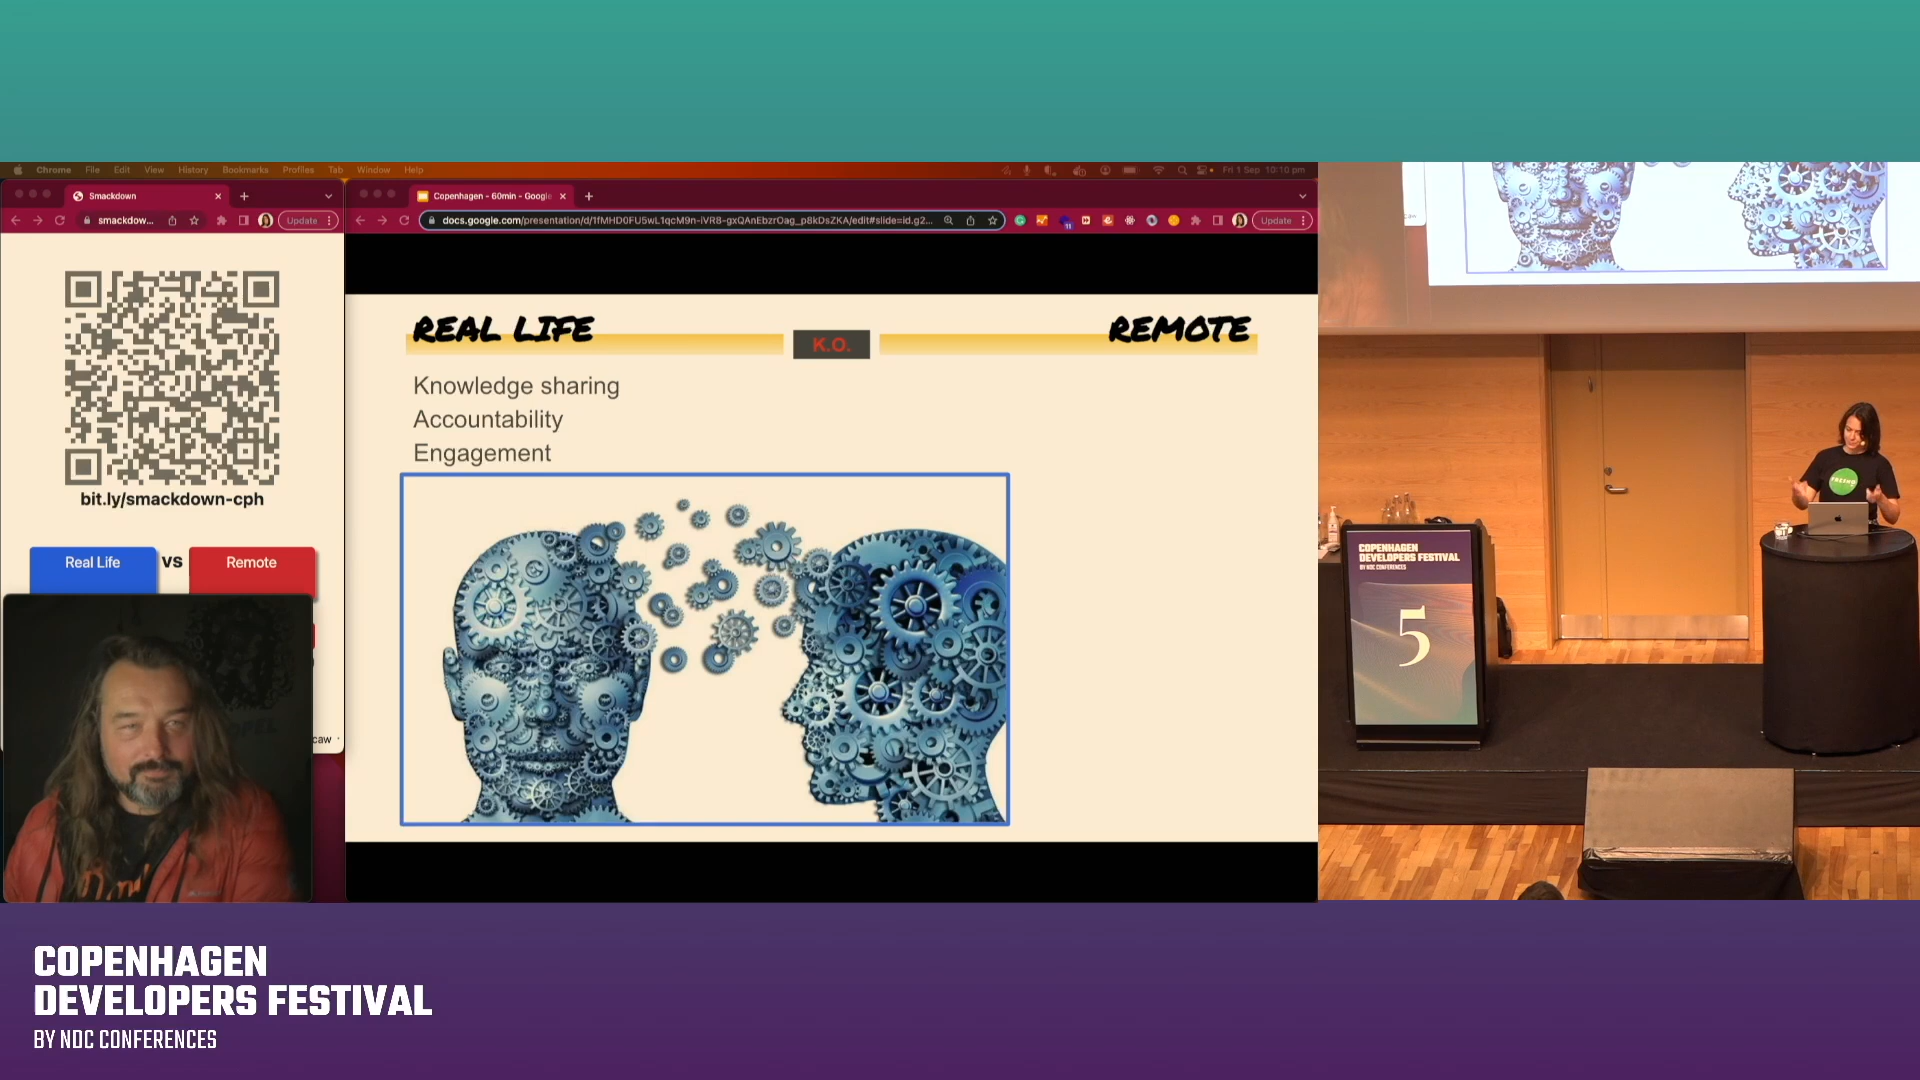 Chrome File Edit View History Bookmarks Profiles Tab Window Help
Fri 1 Sep 10:10 pm
Smackdown
Copenhagen - 60min - Google
smackdow...
Update
docs.google.com/presentation/d/1fMHD0FU5wL1qcM9n-IVR8-gxQAnEbzrOag_p8kDsZKA/edit#slide=id.g2...
Update
bit.ly/smackdown-cph
Real Life
vs
Remote
caw
REAL LIFE
K.O.
REMOTE
Knowledge sharing
Accountability
Engagement
COPENHAGEN
DEVELOPERS FESTIVAL
BY NDC CONFERENCES
5
COPENHAGEN
DEVELOPERS FESTIVAL
BY NDC CONFERENCES